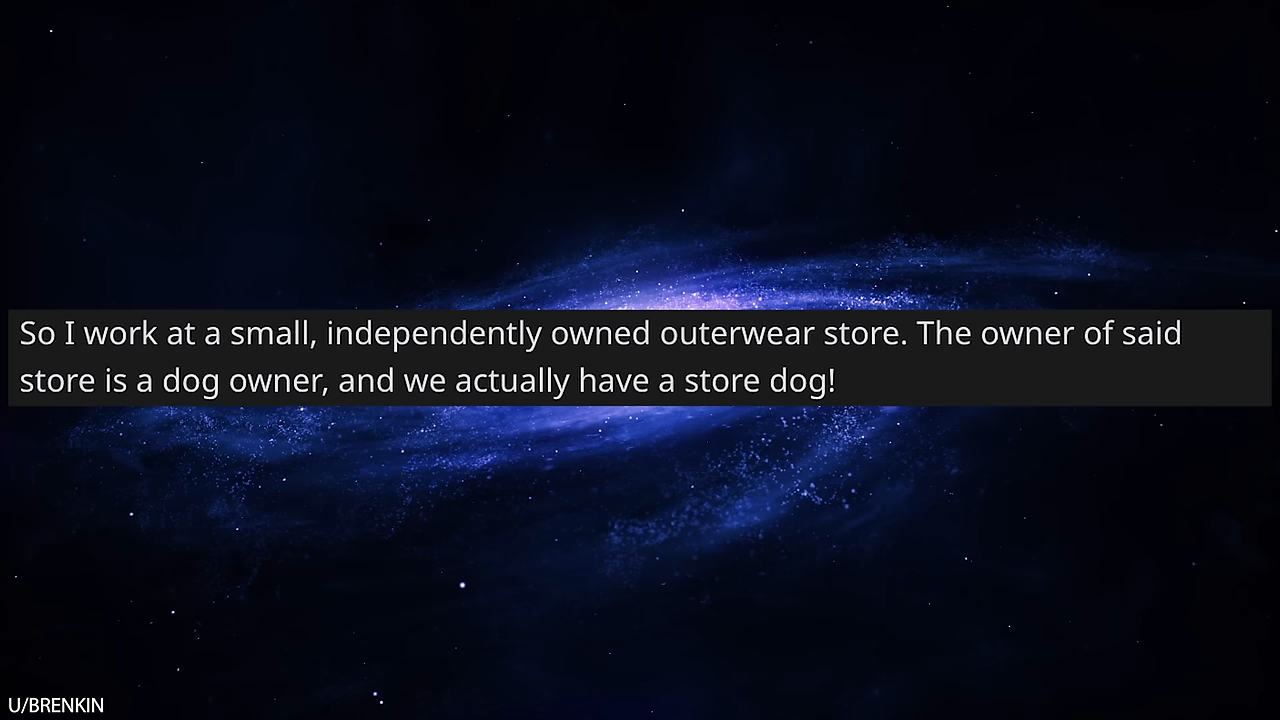 So I work at a small, independently owned outerwear store. The owner of said
store is a dog owner, and we actually have a store dog!
U/BRENKIN